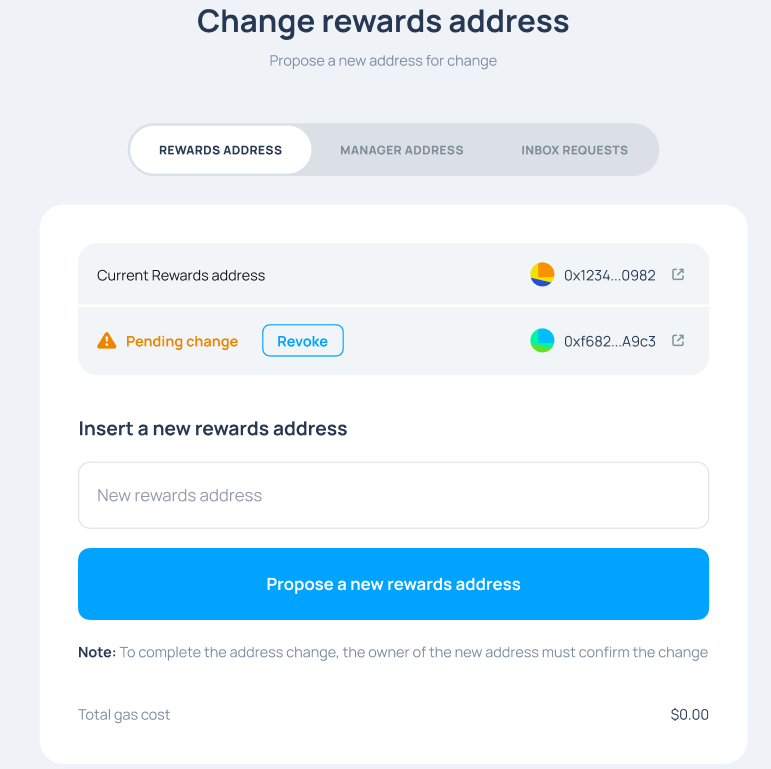 Change rewards address
Propose a new address for change
REWARDS ADDRESS
MANAGER ADDRESS
INBOX REQUESTS
Current Rewards address
0x1234...0982
Pending change
Revoke
0xf682...A9c3
Insert a new rewards address
New rewards address
Propose a new rewards address
Note: To complete the address change, the owner of the new address must confirm the change
Total gas cost
$0.00